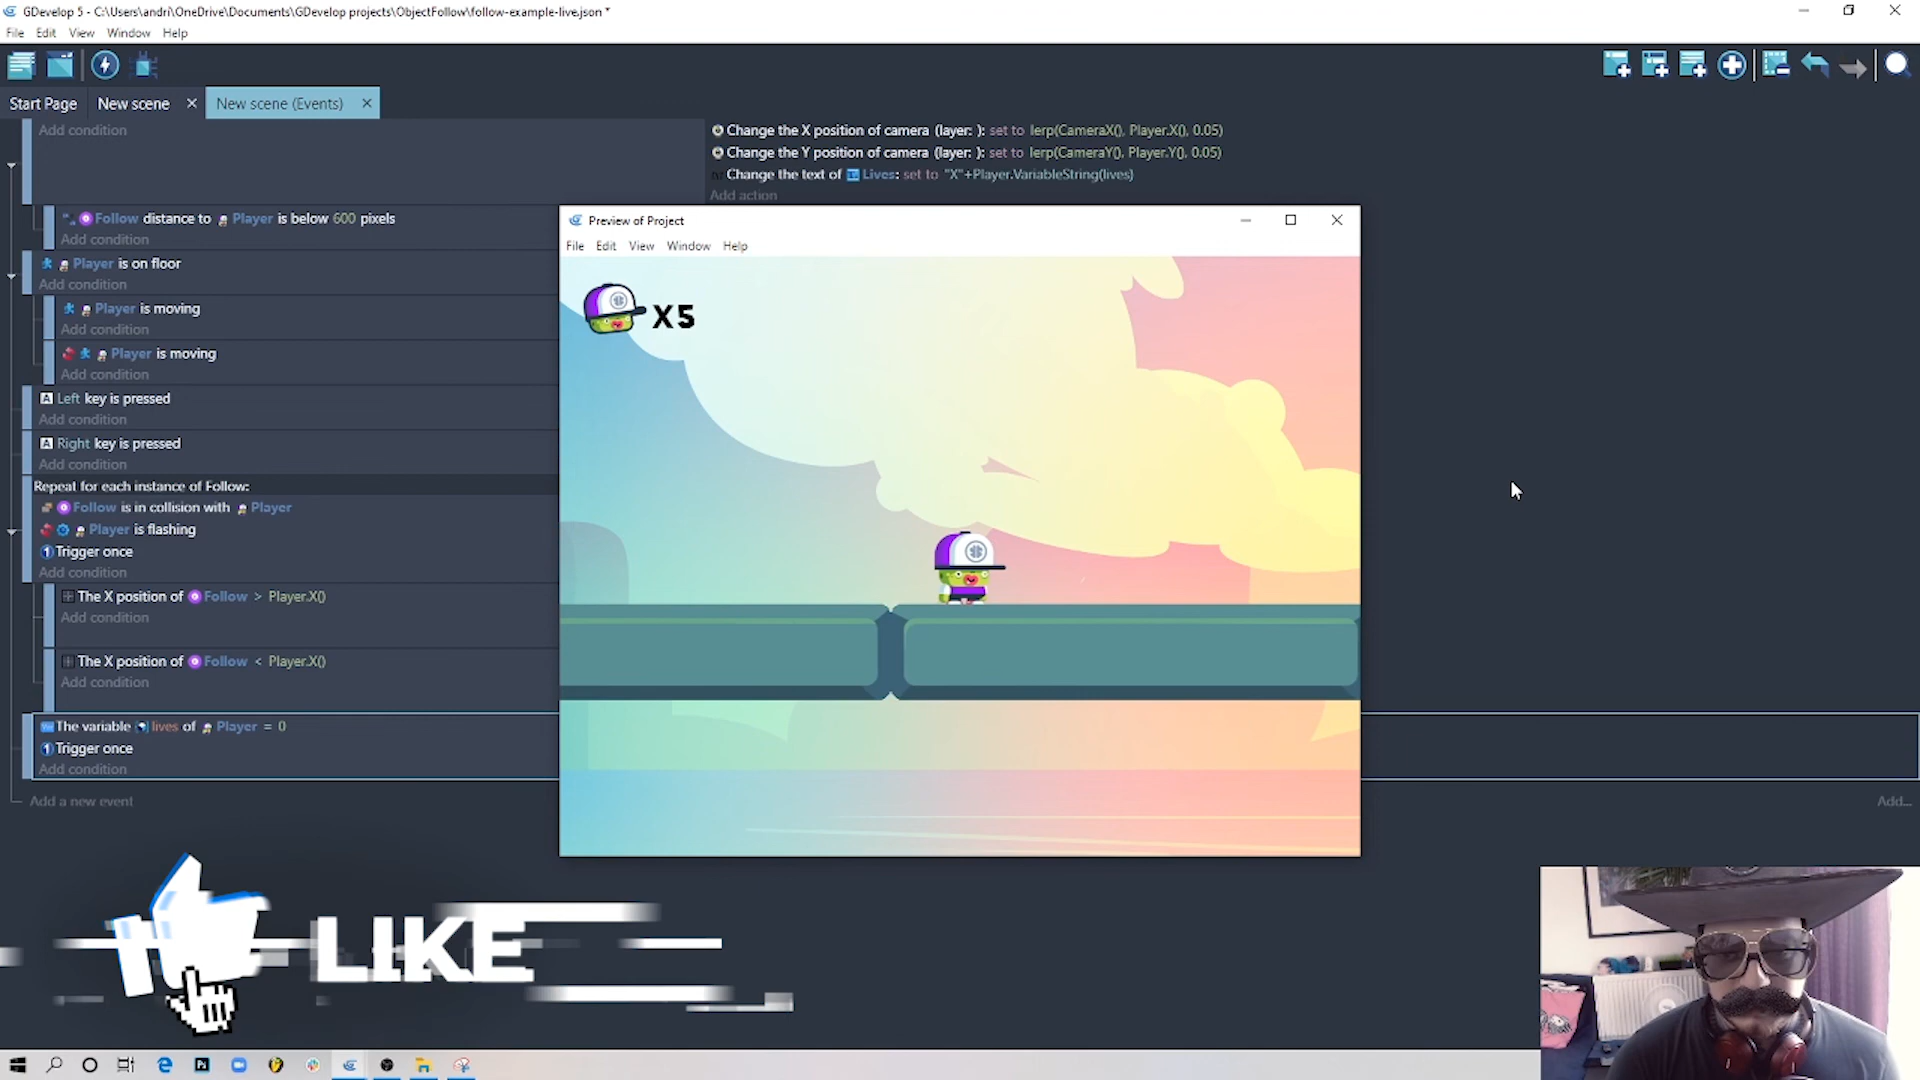 GDevelop 5 - C:\Users\andri\OneDrive\Documents\GDevelop projects\ObjectFollow\follow-example-live.json *
File Edit View Window Help
Start Page New scene New scene (Events)
Add condition
Change the X position of camera (layer: ): set to lerp(CameraX(), Player.X(), 0.05)
Change the Y position of camera (layer: ): set to lerp(CameraY(), Player.Y(), 0.05)
Change the text of Lives: set to "X"+Player.VariableString(lives)
Add action
Follow distance to Player is below 600 pixels
Add condition
Player is on floor
Add condition
Player is moving
Add condition
Player is moving
Add condition
Left key is pressed
Add condition
Right key is pressed
Add condition
Repeat for each instance of Follow:
Follow is in collision with Player
Player is flashing
Trigger once
Add condition
The X position of Follow > Player.X()
Add condition
The X position of Follow < Player.X()
Add condition
The variable lives of Player = 0
Trigger once
Add condition
Add a new event
Add...
Preview of Project
File Edit View Window Help
X5
LIKE